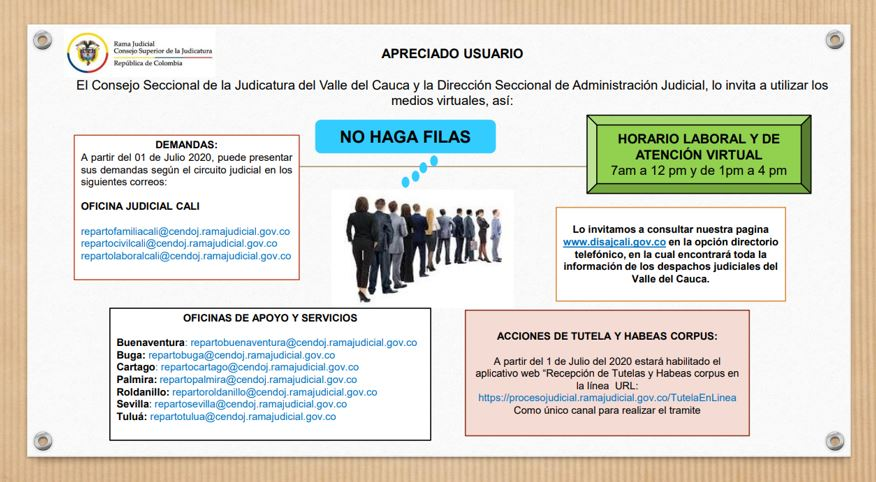 Rama Judicial
Consejo Superior de la Judicatura
República de Colombia
APRECIADO USUARIO
El Consejo Seccional de la Judicatura del Valle del Cauca y la Dirección Seccional de Administración Judicial, lo invita a utilizar los
medios virtuales, así:
NO HAGA FILAS
HORARIO LABORAL Y DE
ATENCIÓN VIRTUAL
7am a 12 pm y de 1pm a 4 pm
DEMANDAS:
A partir del 01 de Julio 2020, puede presentar
sus demandas según el circuito judicial en los
siguientes correos:
OFICINA JUDICIAL CALI
repartofamiliacali@cendoj.ramajudicial.gov.co
repartocivilcali@cendoj.ramajudicial.gov.co
repartolaboralcali@cendoj.ramajudicial.gov.co
Lo invitamos a consultar nuestra pagina
www.disajcali.gov.co en la opción directorio
telefónico, en la cual encontrará toda la
información de los despachos judiciales del
Valle del Cauca.
OFICINAS DE APOYO Y SERVICIOS
Buenaventura: repartobuenaventura@cendoj.ramajudicial.gov.co
Buga: repartobuga@cendoj.ramajudicial.gov.co
Cartago: repartocartago@cendoj.ramajudicial.gov.co
Palmira: repartopalmira@cendoj.ramajudicial.gov.co
Roldanillo: repartoroldanillo@cendoj.ramajudicial.gov.co
Sevilla: repartosevilla@cendoj.ramajudicial.gov.co
Tuluá: repartotulua@cendoj.ramajudicial.gov.co
ACCIONES DE TUTELA Y HABEAS CORPUS:
A partir del 1 de Julio del 2020 estará habilitado el
aplicativo web "Recepción de Tutelas y Habeas corpus en
la línea URL:
https://procesojudicial.ramajudicial.gov.co/TutelaEnLinea
Como único canal para realizar el tramite